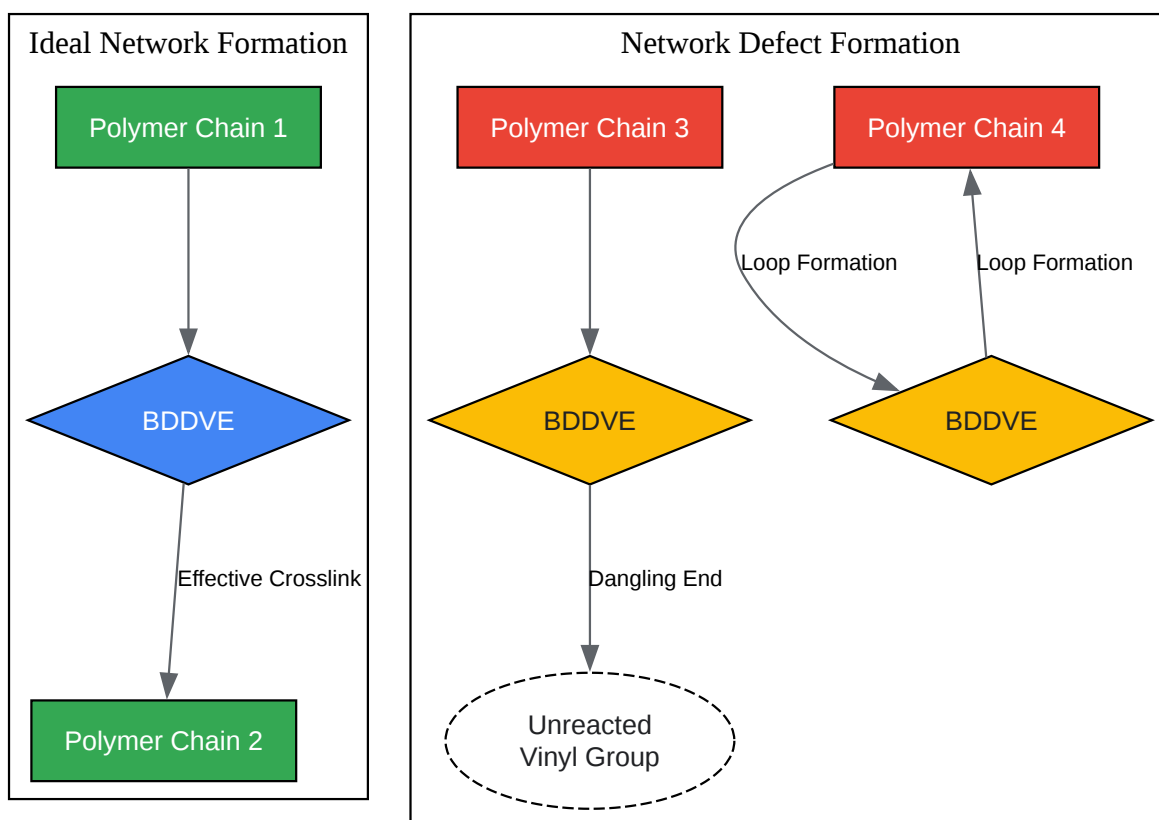 Ideal Network Formation
Polymer Chain 1
BDDVE
Effective Crosslink
Polymer Chain 2
Network Defect Formation
Polymer Chain 3
Polymer Chain 4
Loop Formation
Loop Formation
BDDVE
BDDVE
Dangling End
Unreacted
Vinyl Group